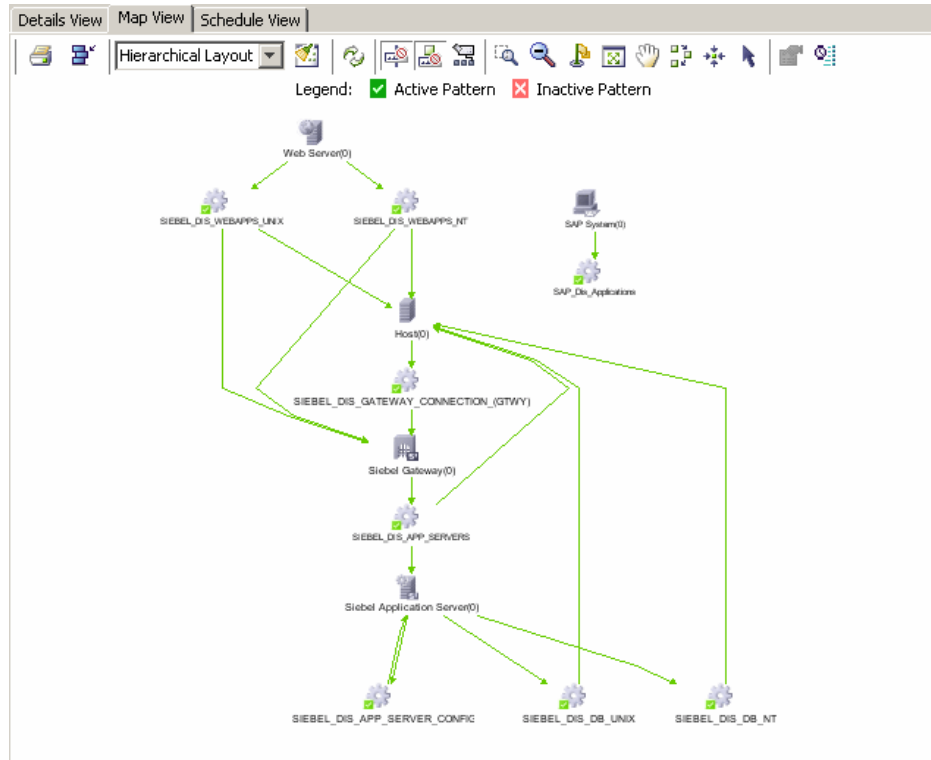 Details View Map View Schedule View
Hierarchical Layout
Legend: Active Pattern Inactive Pattern
Web Server(0)
SIEBEL_DIS_WEBAPPS_UNIX SIEBEL_DIS_WEBAPPS_NT SAP System(0)
SAP_Dis_Applications
Host(0)
SIEBEL_DIS_GATEWAY_CONNECTION_(GTWY)
Siebel Gateway(0)
SIEBEL_DIS_APP_SERVERS
Siebel Application Server(0)
SIEBEL_DIS_APP_SERVER_CONFIG SIEBEL_DIS_DB_UNIX SIEBEL_DIS_DB_NT